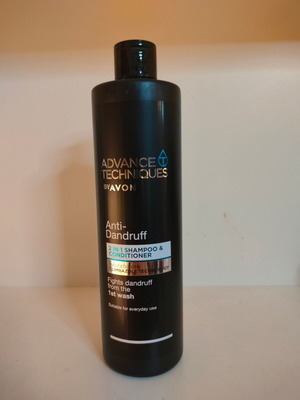 ADVANCE
TECHNIQUES
BY AVON
Anti-
Dandruff
2 IN 1 SHAMPOO &
CONDITIONER
Fights dandruff
from the
1st wash
Suitable for everyday use